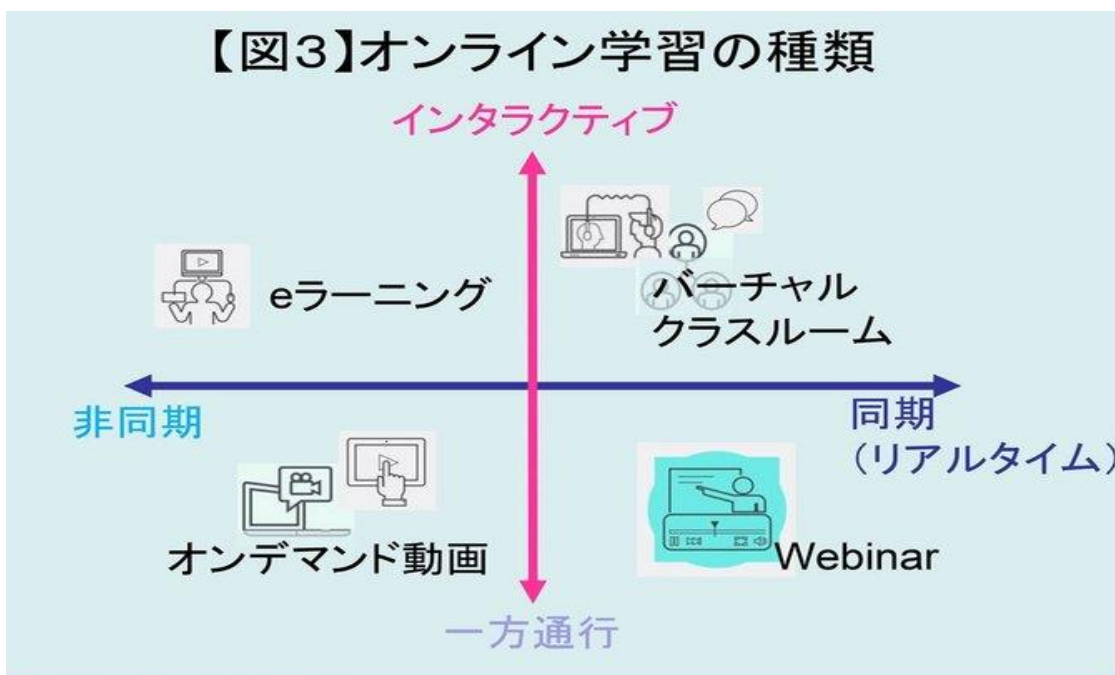 【図3】オンライン学習の種類
インタラクティブ
eラーニング
バーチャル
クラスルーム
非同期
同期
（リアルタイム）
オンデマンド動画
Webinar
一方通行